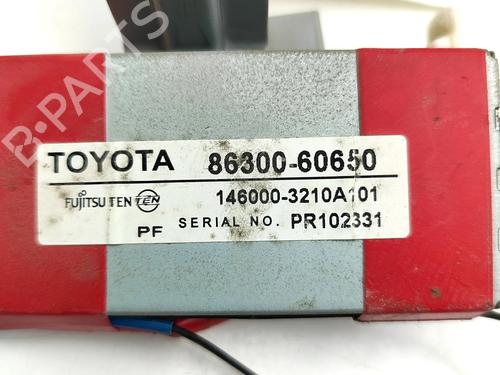 B-PARTS
TOYOTA 86300-60650
FUJITSU TEN TEN 146000-3210A101
PF SERIAL NO. PR102331